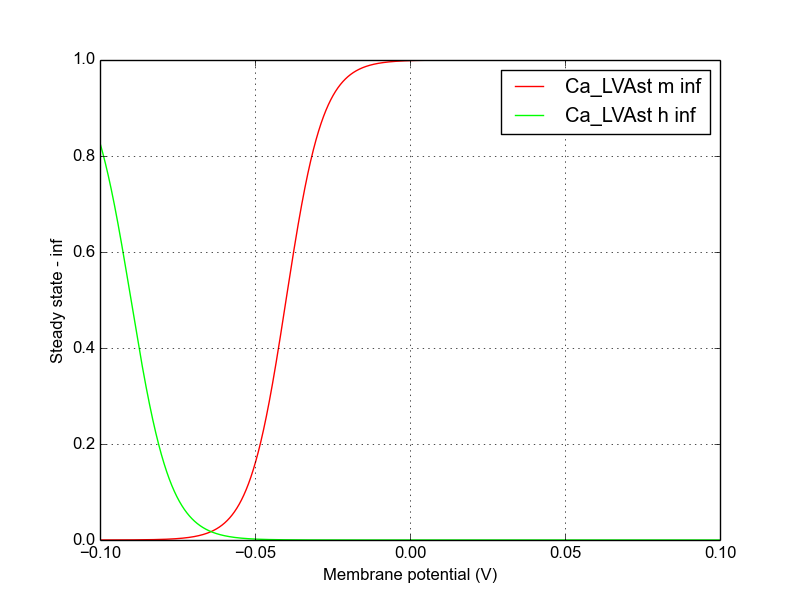 1.0
0.8
0.6
0.4
0.2
0.0
Steady state - inf
Ca_LVAst m inf
Ca_LVAst h inf
−0.10
−0.05
0.00
0.05
0.10
Membrane potential (V)